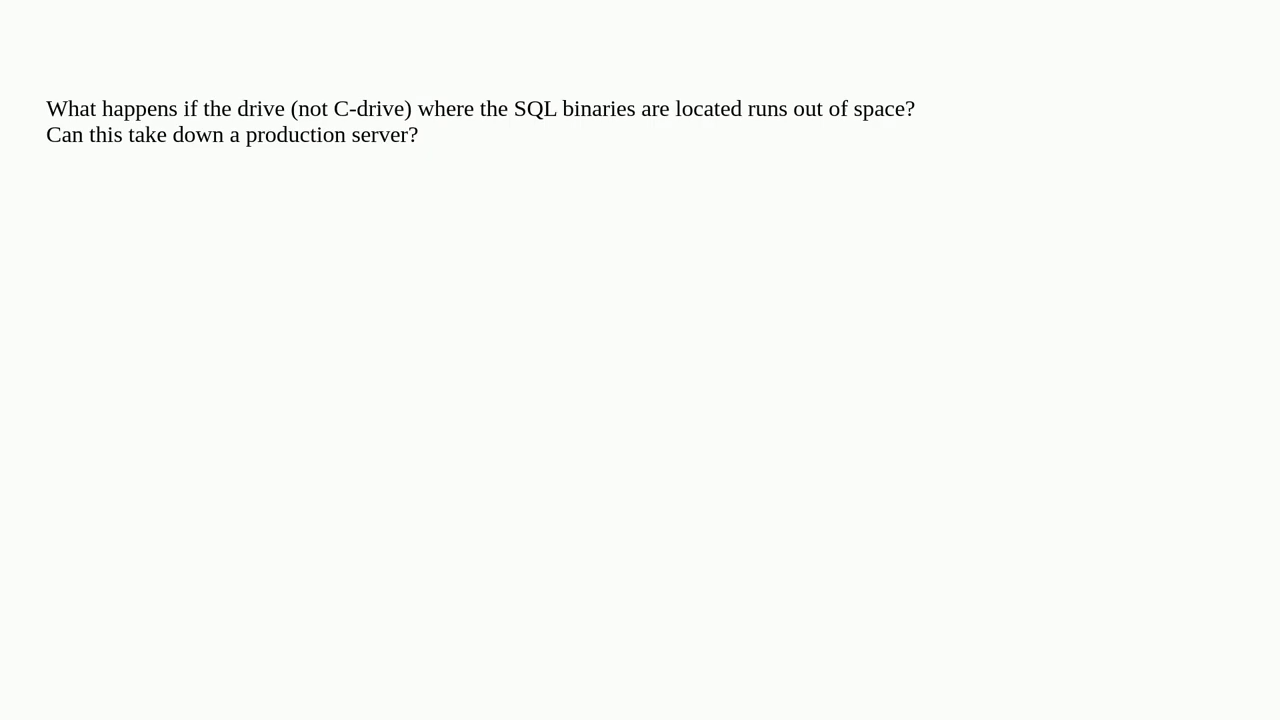 What happens if the drive (not C-drive) where the SQL binaries are located runs out of space?
Can this take down a production server?